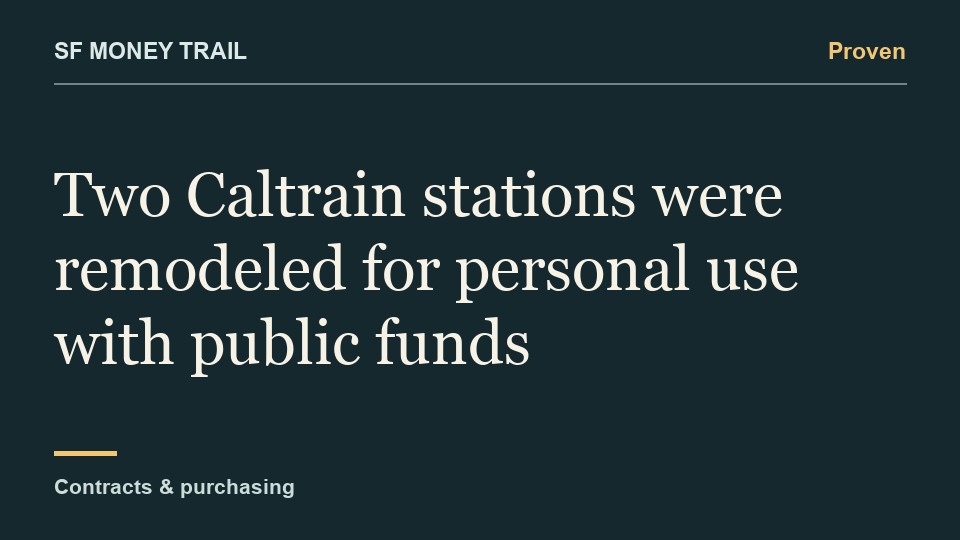 SF MONEY TRAIL
Proven
Two Caltrain stations were
remodeled for personal use
with public funds
Contracts & purchasing